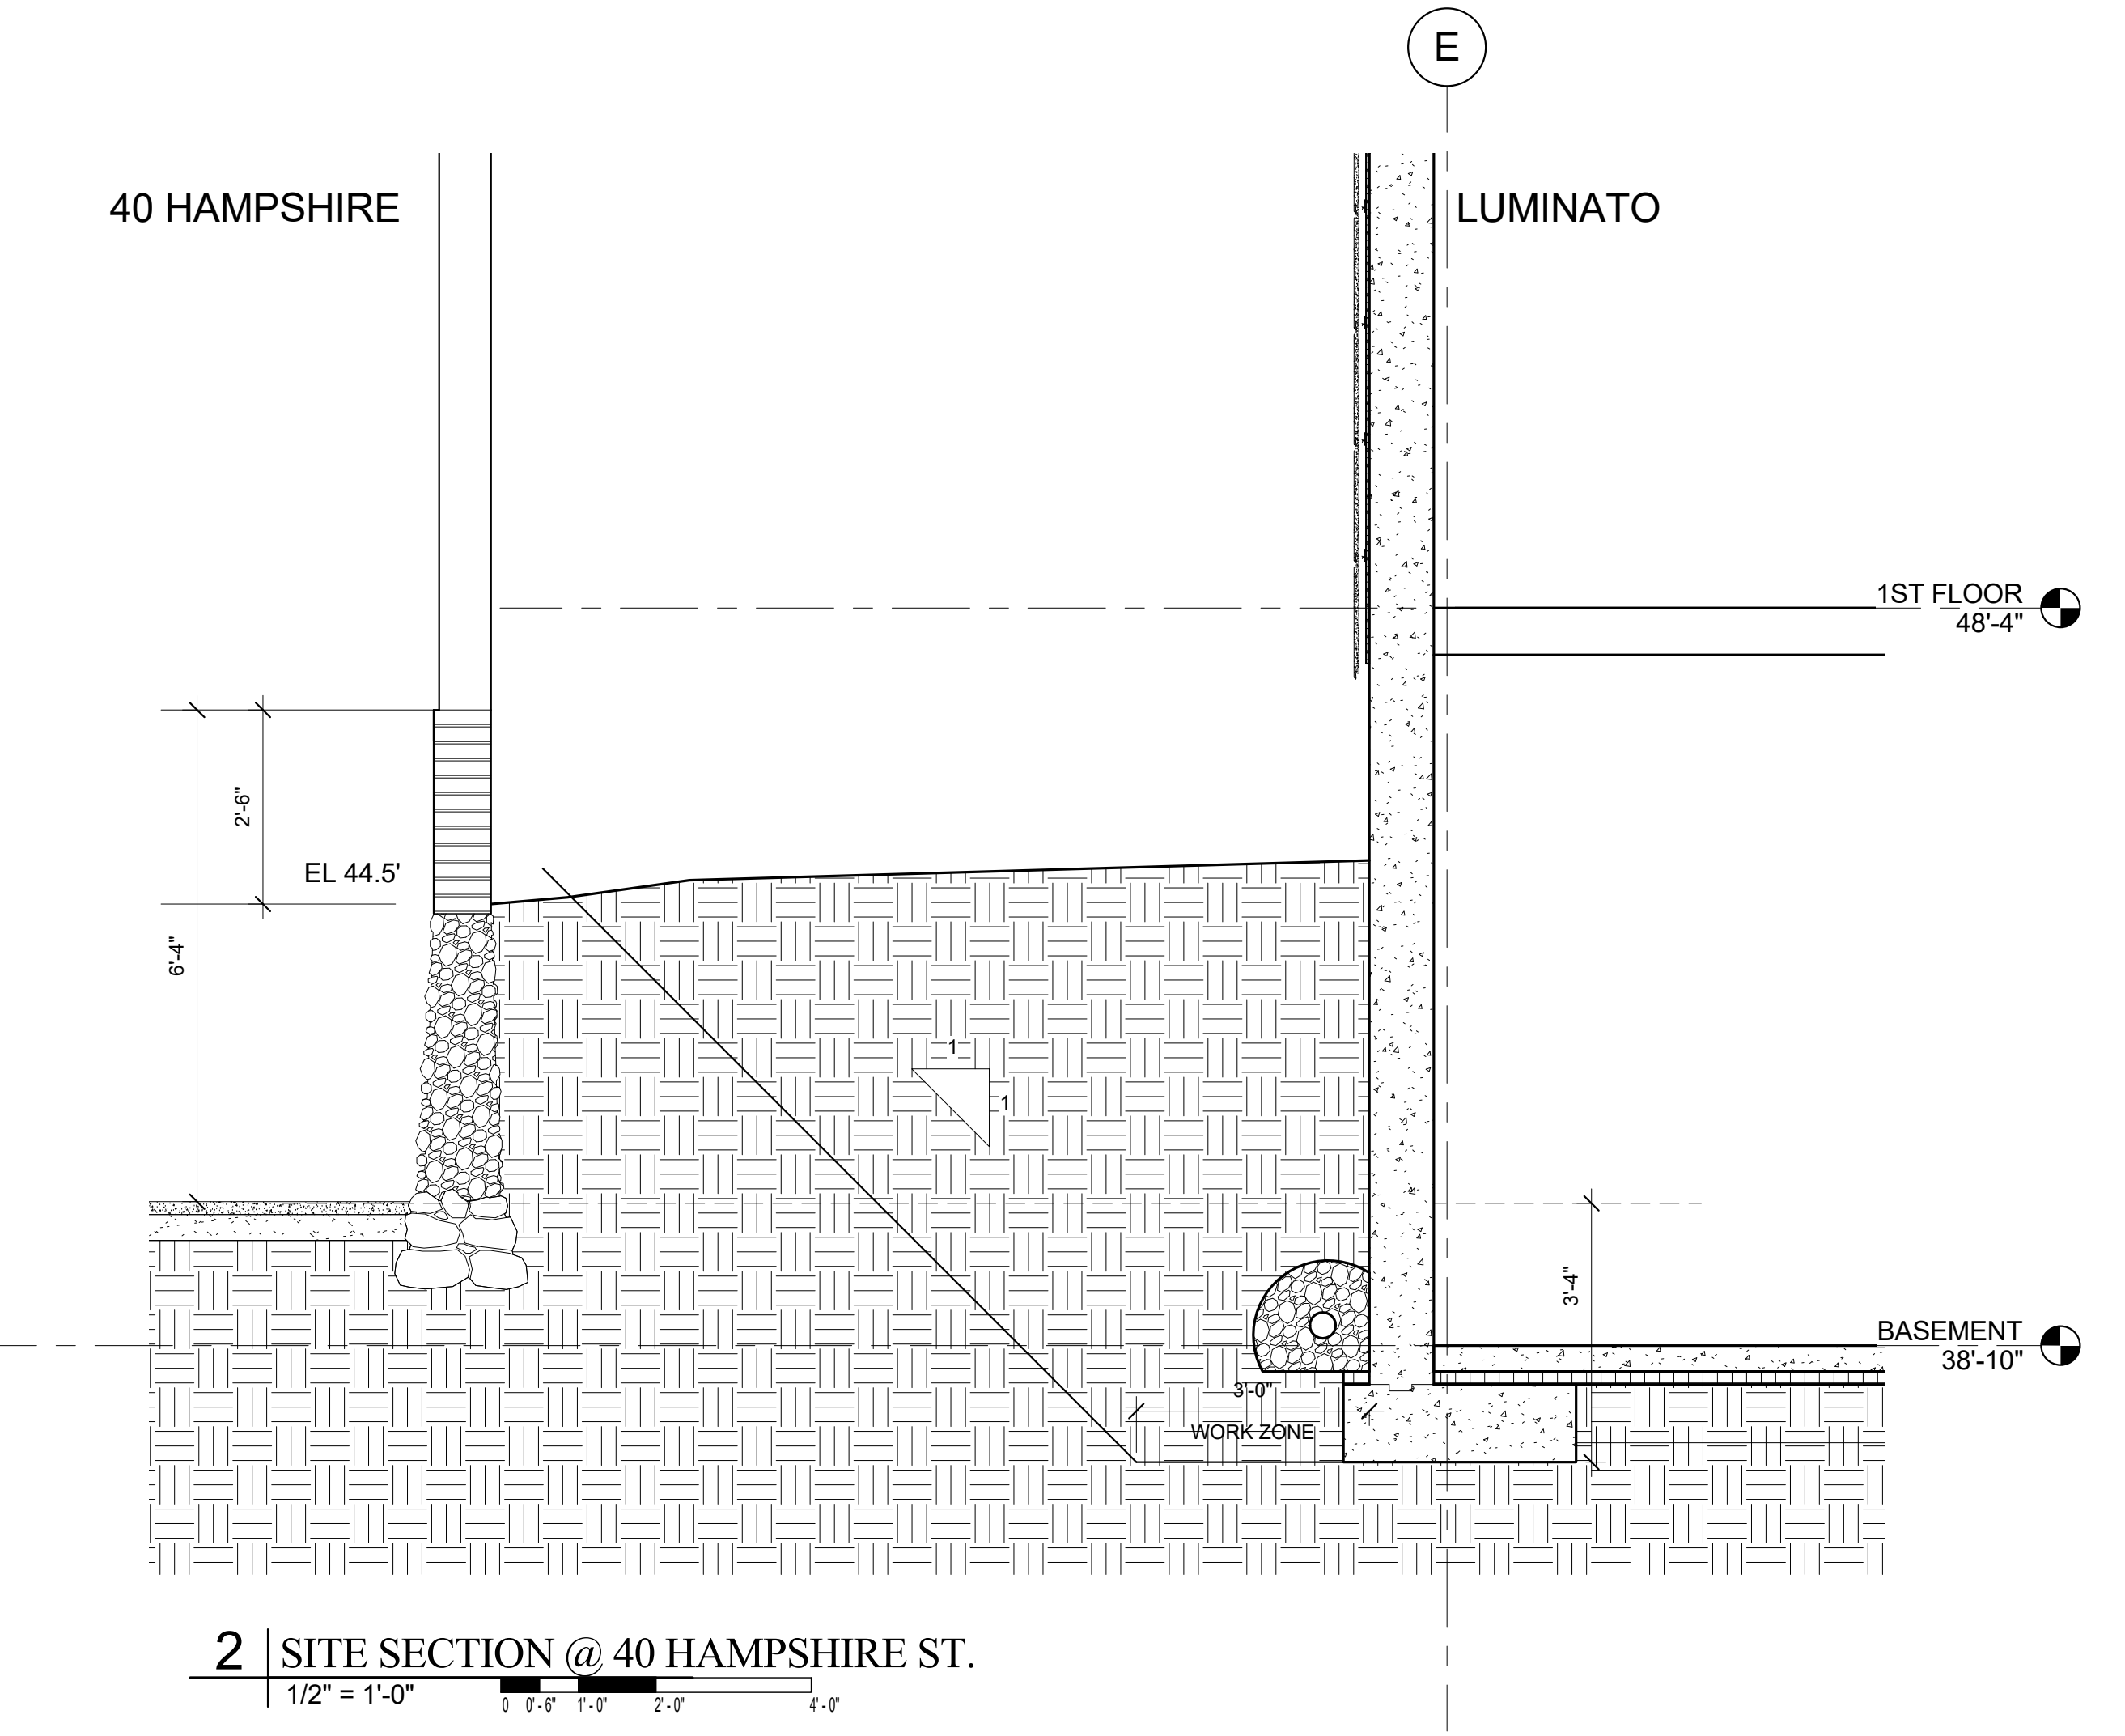 E
40 HAMPSHIRE
LUMINATO
1ST FLOOR
48'-4"
2'-6"
EL 44.5'
6'-4"
1
1
3'-4"
BASEMENT
38'-10"
3'-0"
WORK ZONE
2
SITE SECTION @ 40 HAMPSHIRE ST.
1/2" = 1'-0"
0 0'-6" 1'-0" 2'-0" 4'-0"